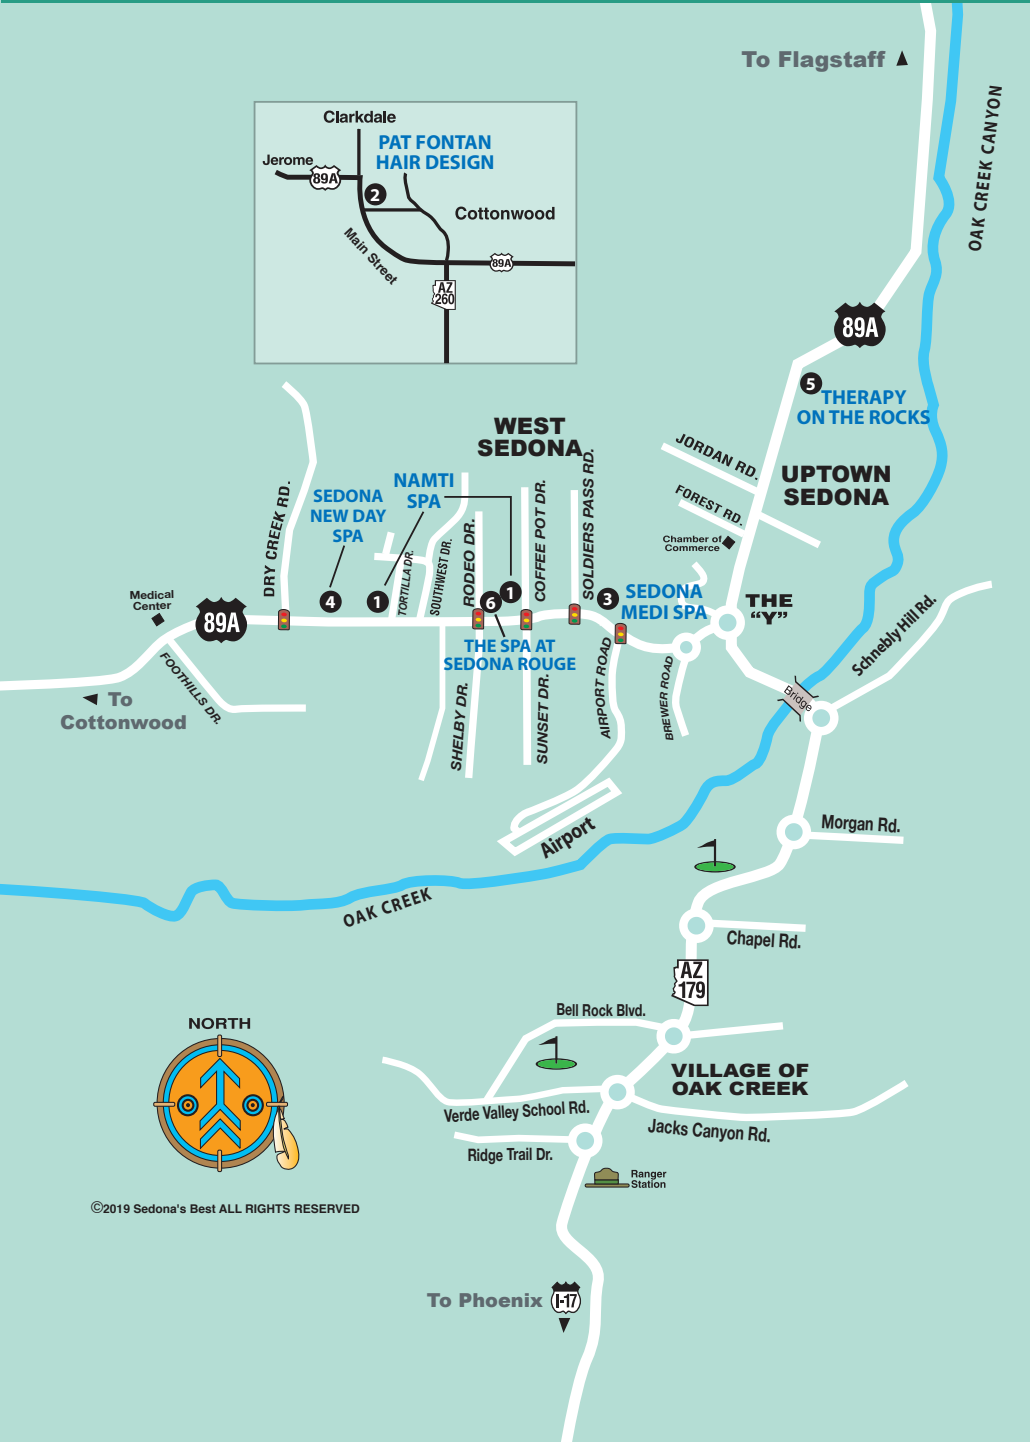 To Flagstaff
OAK CREEK CANYON
Clarkdale
PAT FONTAN
HAIR DESIGN
Jerome
89A
2
Cottonwood
Main Street
89A
AZ
260
89A
5
THERAPY
ON THE ROCKS
WEST
SEDONA
JORDAN RD.
UPTOWN
SEDONA
FOREST RD.
Chamber of
Commerce
NAMTI
SPA
SEDONA
NEW DAY
SPA
DRY CREEK RD.
TORTILLA DR.
SOUTHWEST DR.
RODEO DR.
COFFEE POT DR.
SOLDIERS PASS RD.
Medical
Center
89A
4
1
6
1
3
SEDONA
MEDI SPA
THE
“Y”
THE SPA AT
SEDONA ROUGE
Schnebly Hill Rd.
FOOTHILLS DR.
To
Cottonwood
SHELBY DR.
SUNSET DR.
AIRPORT ROAD
BREWER ROAD
Bridge
Airport
Morgan Rd.
OAK CREEK
Chapel Rd.
AZ
179
Bell Rock Blvd.
NORTH
VILLAGE OF
OAK CREEK
Verde Valley School Rd.
Jacks Canyon Rd.
Ridge Trail Dr.
Ranger
Station
©2019 Sedona's Best ALL RIGHTS RESERVED
To Phoenix
I-17